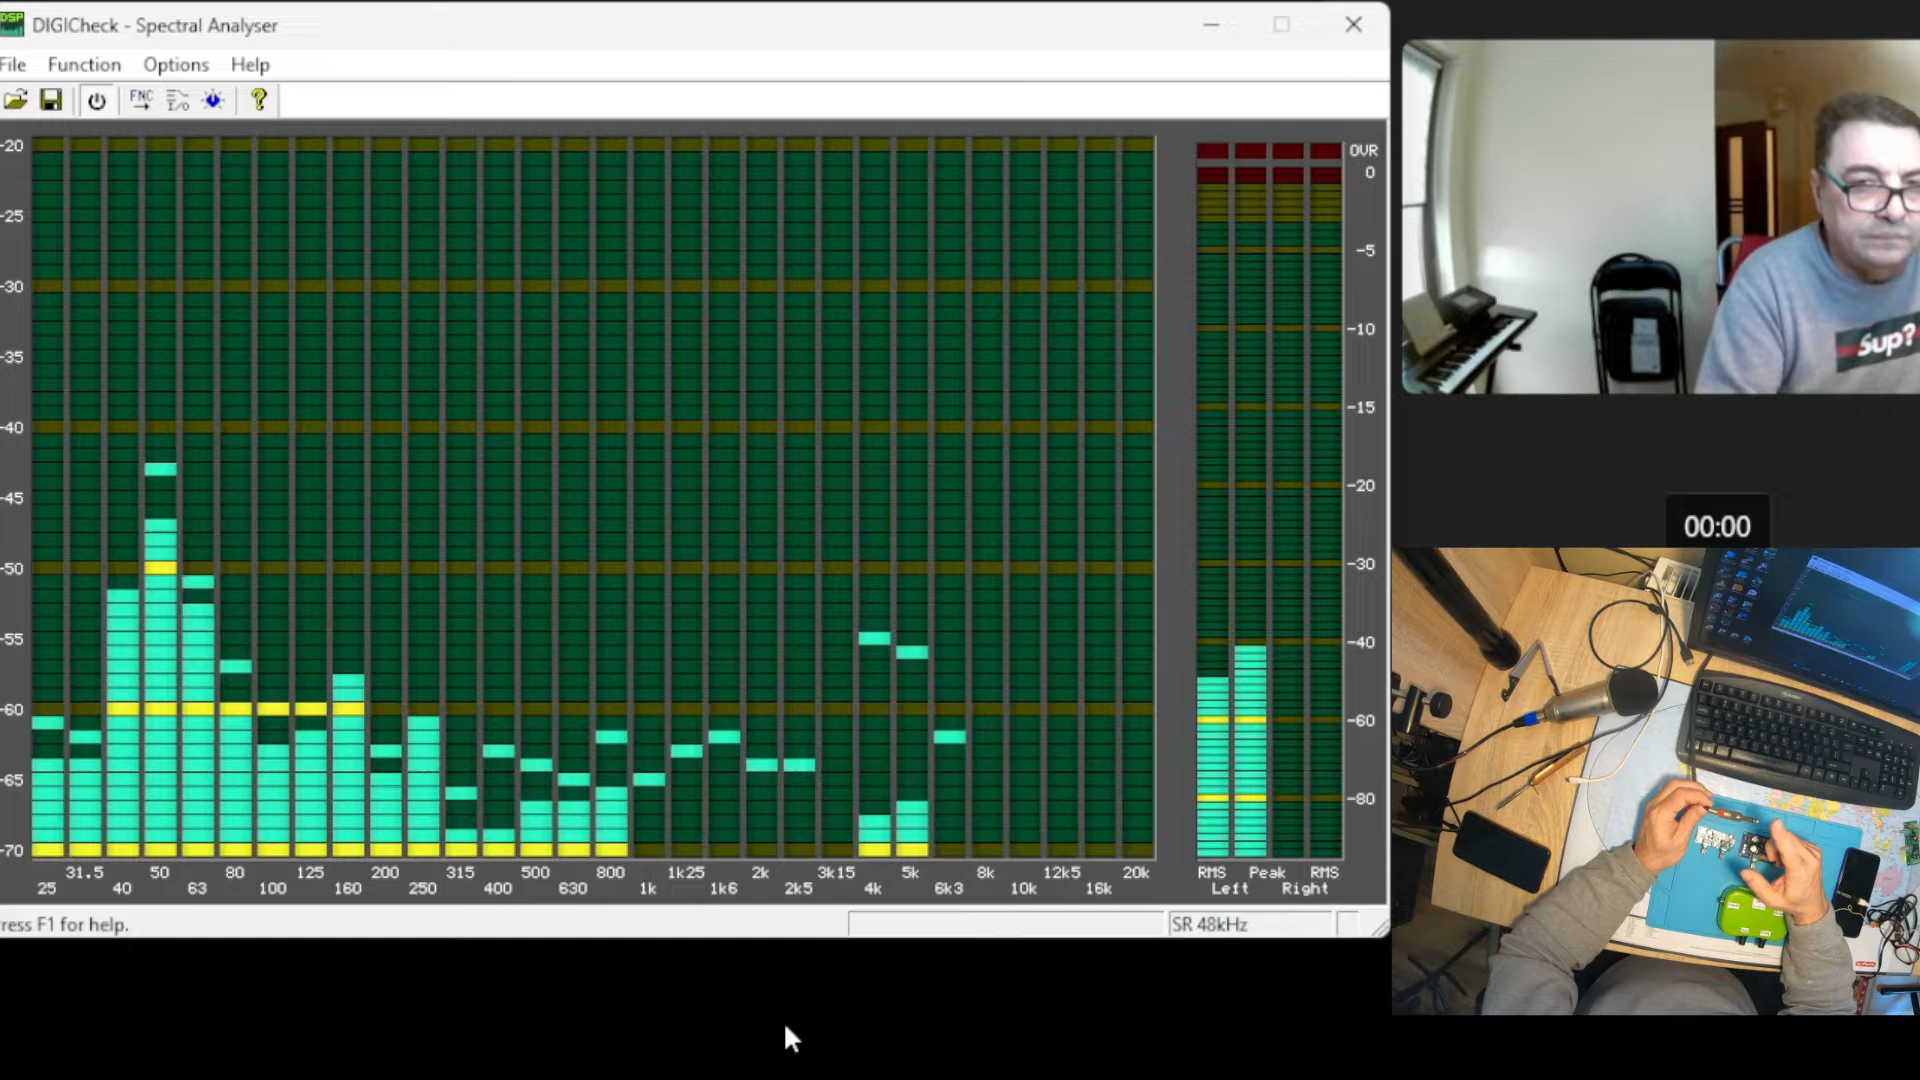 DIGICheck - Spectral Analyser
File Function Options Help
FNC I/O ?
-20
-25
-30
-35
-40
-45
-50
-55
-60
-65
-70
31.5 50 80 125 200 315 500 800 1k25 2k 3k15 5k 8k 12k5 20k
25 40 63 100 160 250 400 630 1k 1k6 2k5 4k 6k3 10k 16k
OVR
0
-5
-10
-15
-20
-30
-40
-60
-80
RMS Peak RMS
Left Right
ress F1 for help.
SR 48kHz
Sup?
00:00